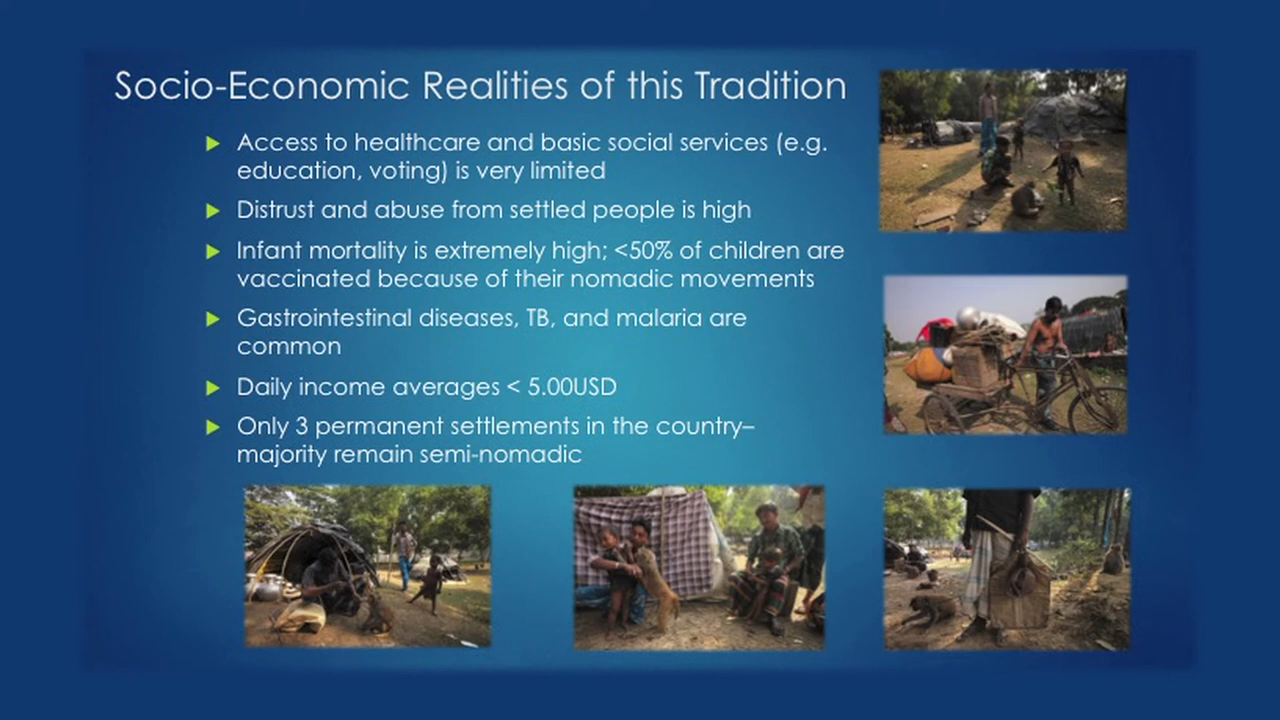 Socio-Economic Realities of this Tradition
Access to healthcare and basic social services (e.g.
education, voting) is very limited
Distrust and abuse from settled people is high
Infant mortality is extremely high; <50% of children are
vaccinated because of their nomadic movements
Gastrointestinal diseases, TB, and malaria are
common
Daily income averages < 5.00USD
Only 3 permanent settlements in the country–
majority remain semi-nomadic